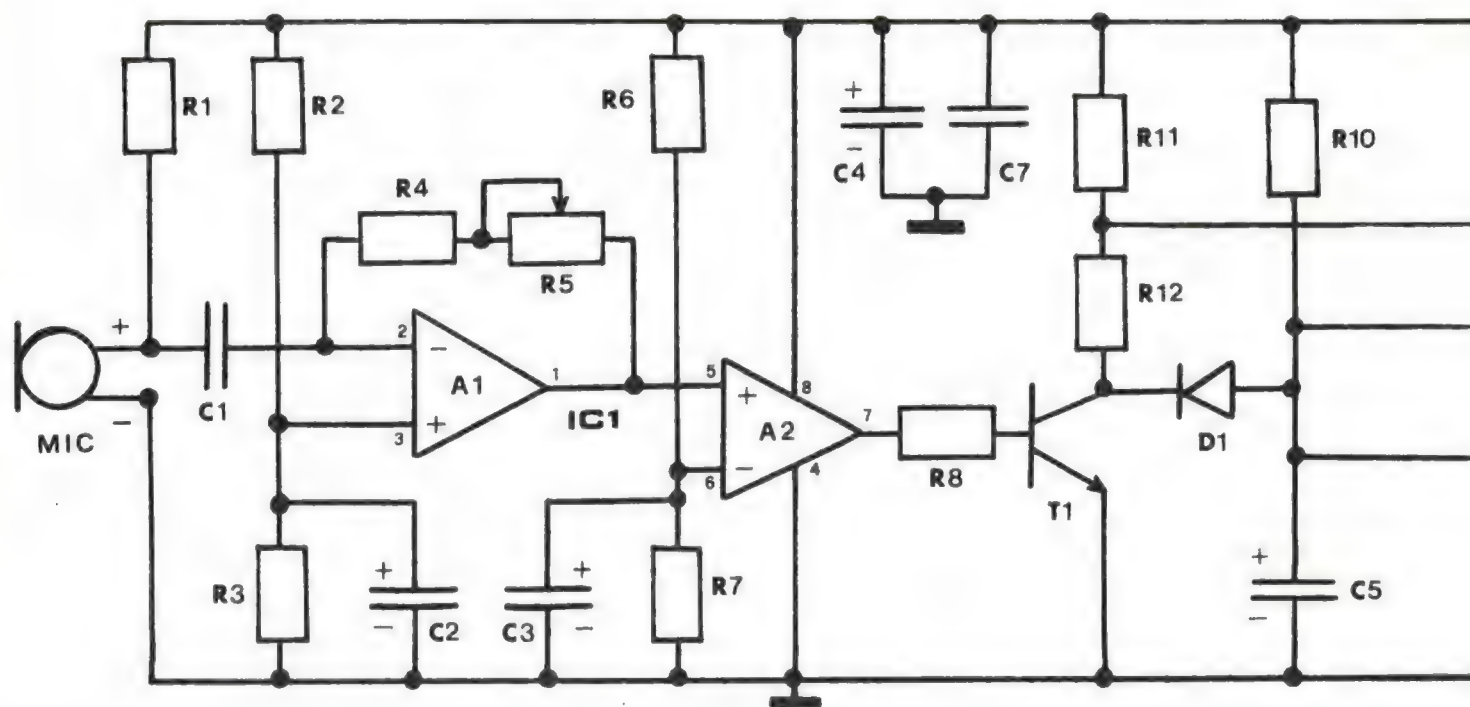 R1
R2
R6
R11
R10
+
-
C4
C7
R4
R5
R12
+
-
MIC
C1
2
-
A1
1
+
3
IC1
5
+
8
A2
7
-
6
4
R8
D1
T1
R3
+
-
C2
C3
+
-
R7
+
-
C5